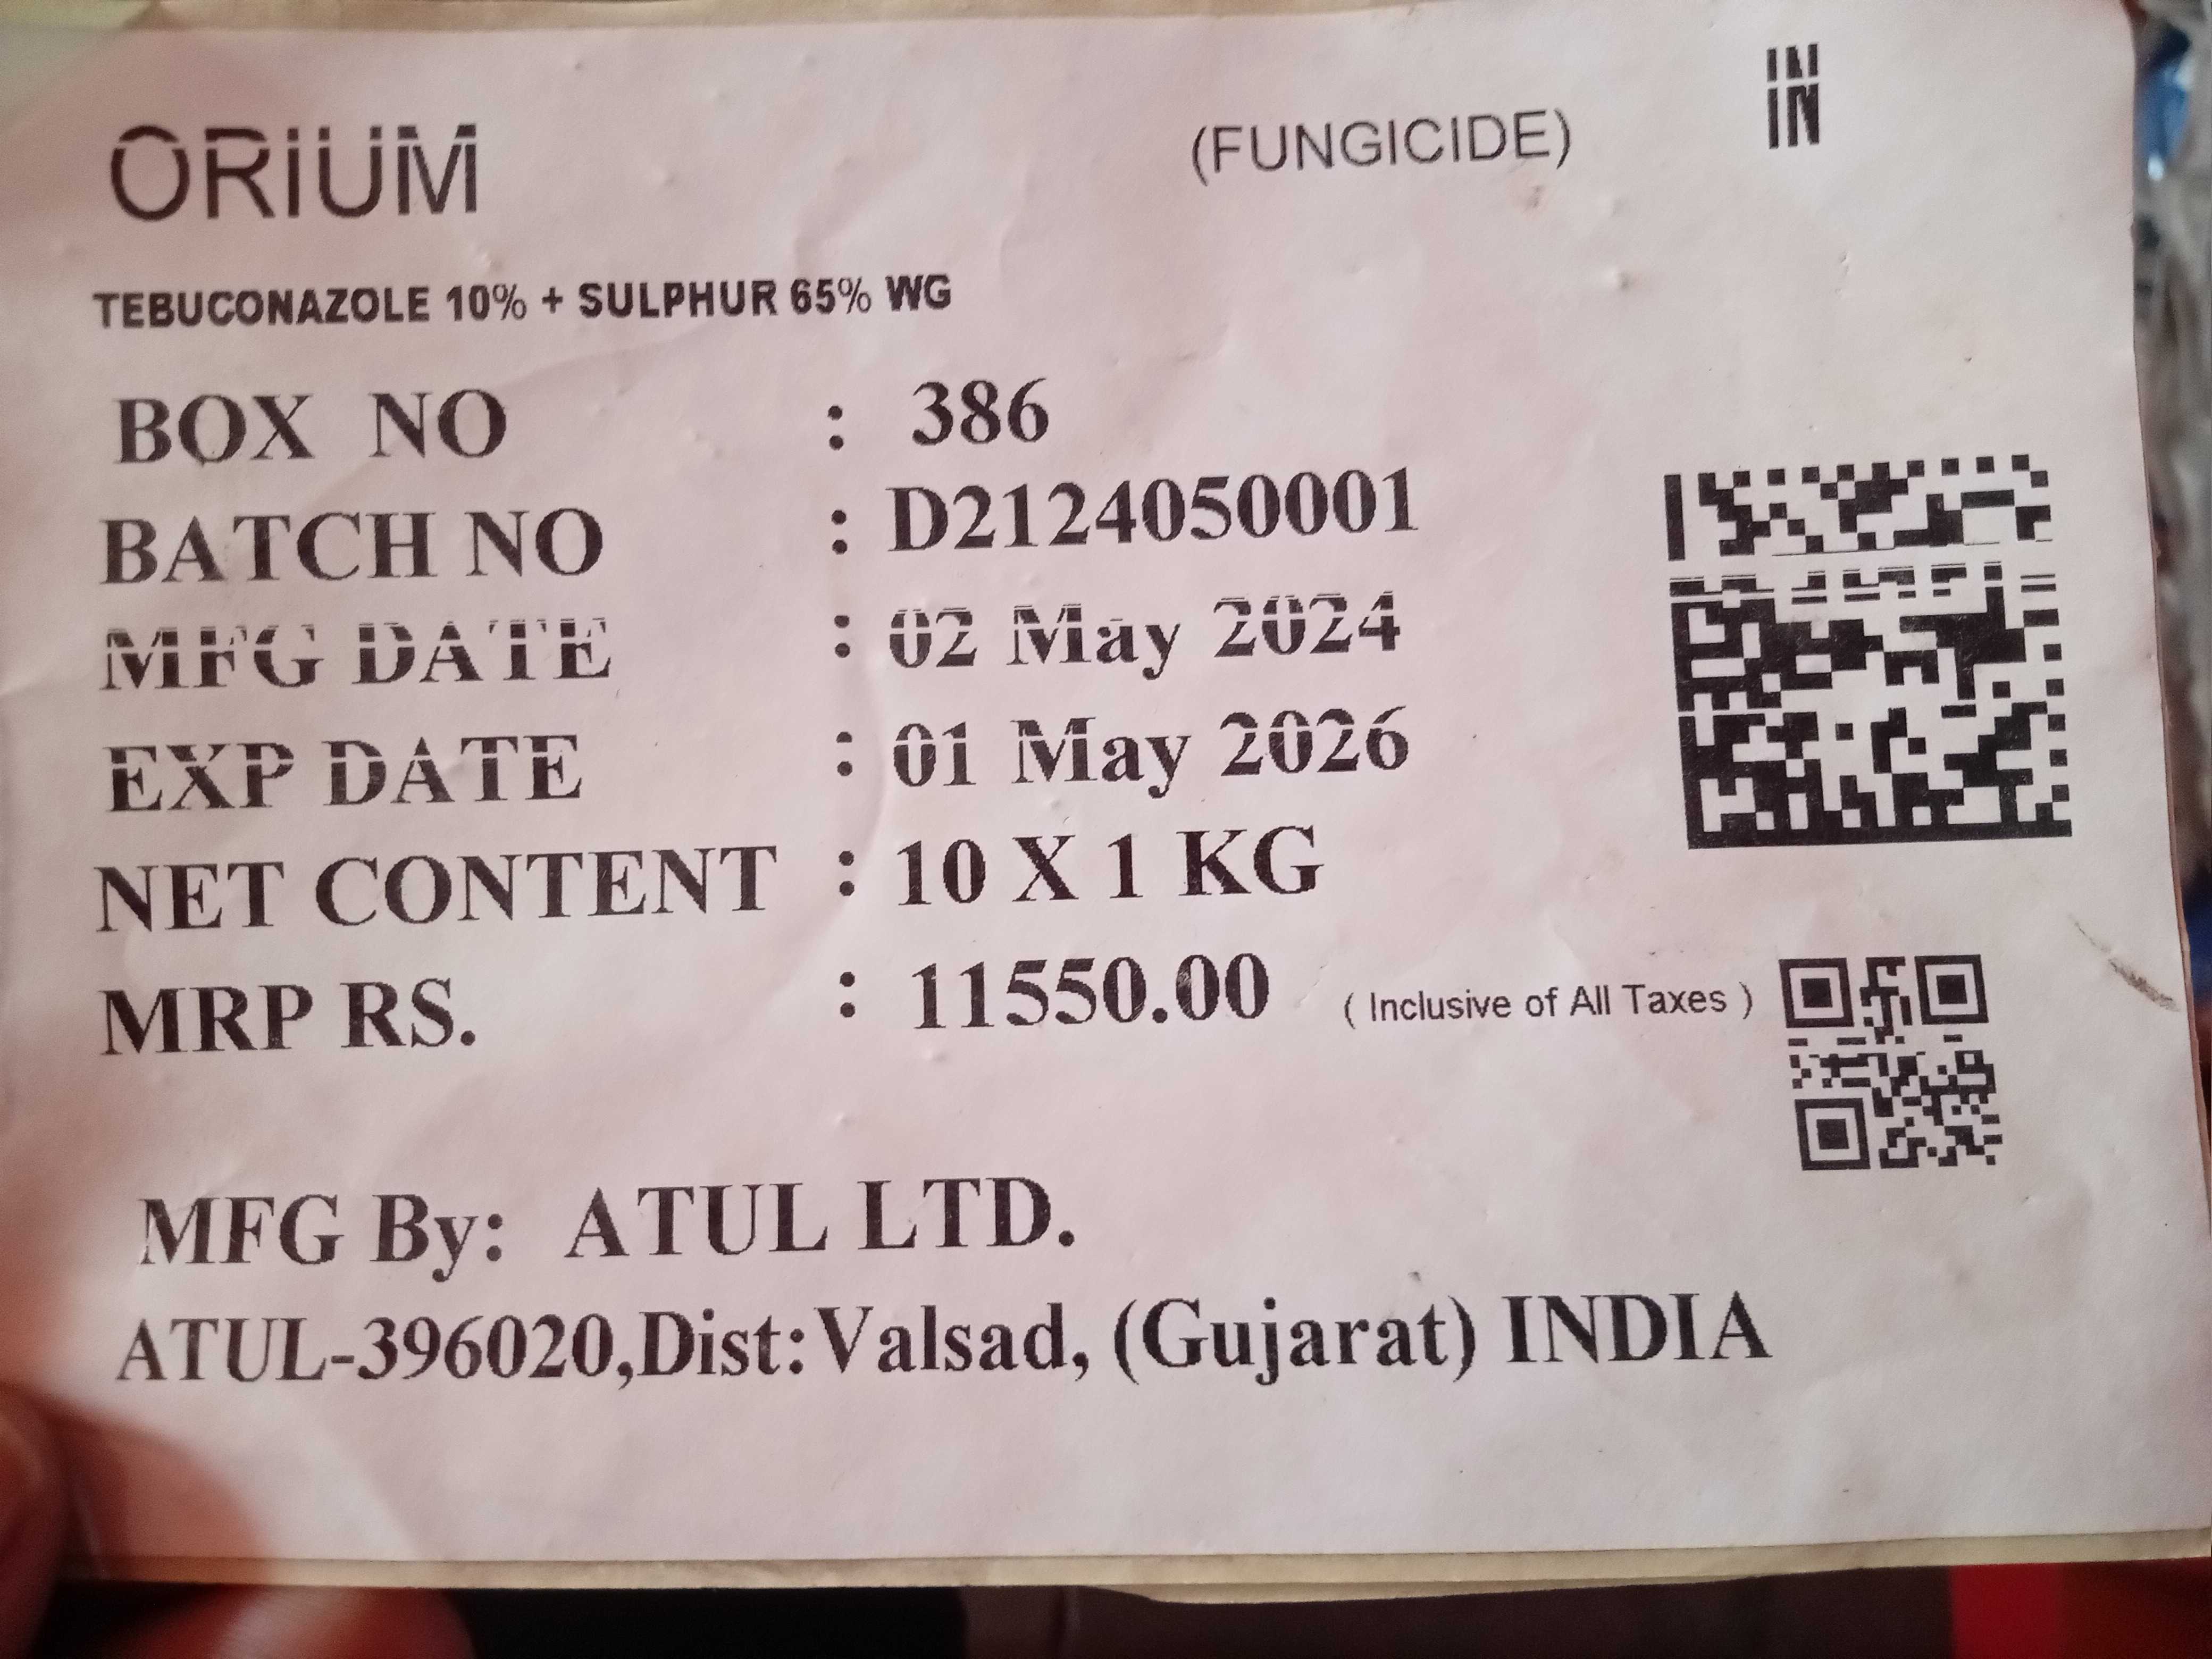 IN
ORIUM (FUNGICIDE) IN
TEBUCONAZOLE 10% + SULPHUR 65% WG
BOX NO : 386
BATCH NO : D2124050001
MFG DATE : 02 May 2024
EXP DATE : 01 May 2026
NET CONTENT : 10 X 1 KG
MRP RS. : 11550.00 ( Inclusive of All Taxes )
MFG By: ATUL LTD.
ATUL-396020,Dist:Valsad, (Gujarat) INDIA